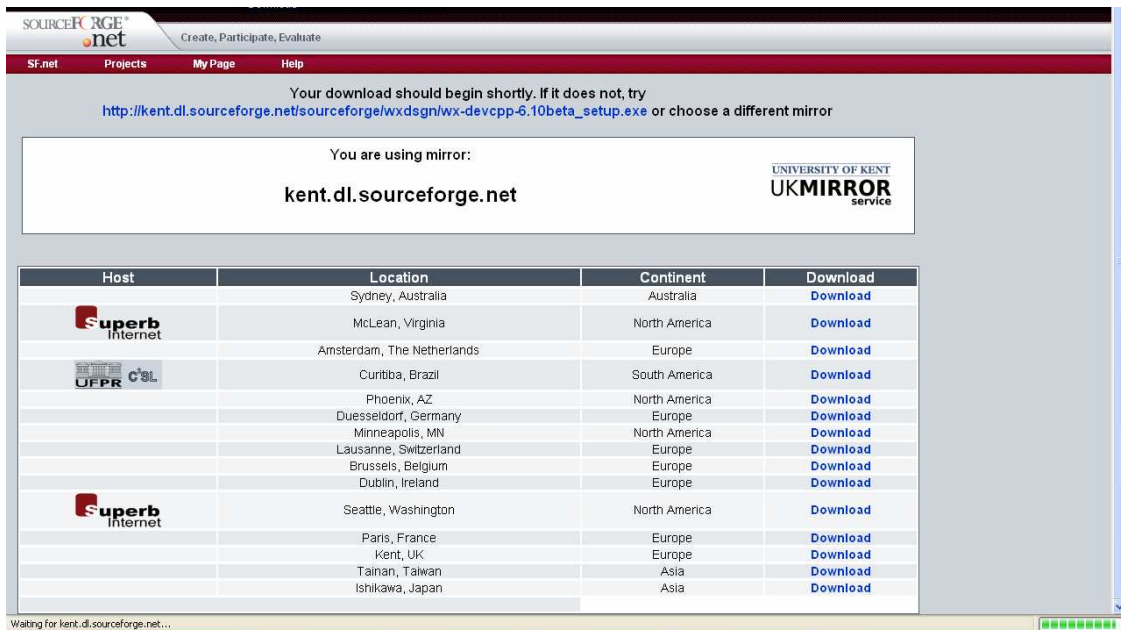 SOURCEFORGE®
.net
Create, Participate, Evaluate
SF.net Projects My Page Help
Your download should begin shortly. If it does not, try
http://kent.dl.sourceforge.net/sourceforge/wxdsgn/wx-devcpp-6.10beta_setup.exe or choose a different mirror
You are using mirror:
kent.dl.sourceforge.net
UNIVERSITY OF KENT
UKMIRROR
service
Host Location Continent Download
Sydney, Australia Australia Download
Superb
Internet
McLean, Virginia North America Download
Amsterdam, The Netherlands Europe Download
UFPR C3SL
Curitiba, Brazil South America Download
Phoenix, AZ North America Download
Duesseldorf, Germany Europe Download
Minneapolis, MN North America Download
Lausanne, Switzerland Europe Download
Brussels, Belgium Europe Download
Dublin, Ireland Europe Download
Superb
Internet
Seattle, Washington North America Download
Paris, France Europe Download
Kent, UK Europe Download
Tainan, Taiwan Asia Download
Ishikawa, Japan Asia Download
Waiting for kent.dl.sourceforge.net...